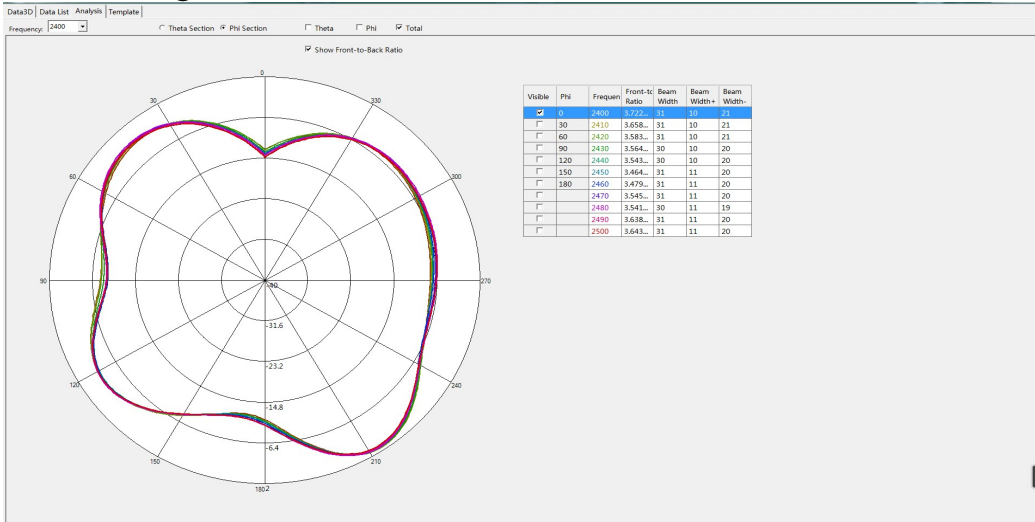 Data3D Data List Analysis Template
Frequency: 2400 Theta Section Phi Section Theta Phi Total
Show Front-to-Back Ratio
0
30 330
60 300
90 270
120 240
150 210
180
-40
-31.6
-23.2
-14.8
-6.4
2
Visible Phi Frequen Front-tc Ratio Beam Width Beam Width+ Beam Width-
0 2400 3.722... 31 10 21
30 2410 3.658... 31 10 21
60 2420 3.583... 31 10 21
90 2430 3.564... 30 10 20
120 2440 3.543... 30 10 20
150 2450 3.464... 31 11 20
180 2460 3.479... 31 11 20
2470 3.545... 31 11 20
2480 3.541... 30 11 19
2490 3.638... 31 11 20
2500 3.643... 31 11 20